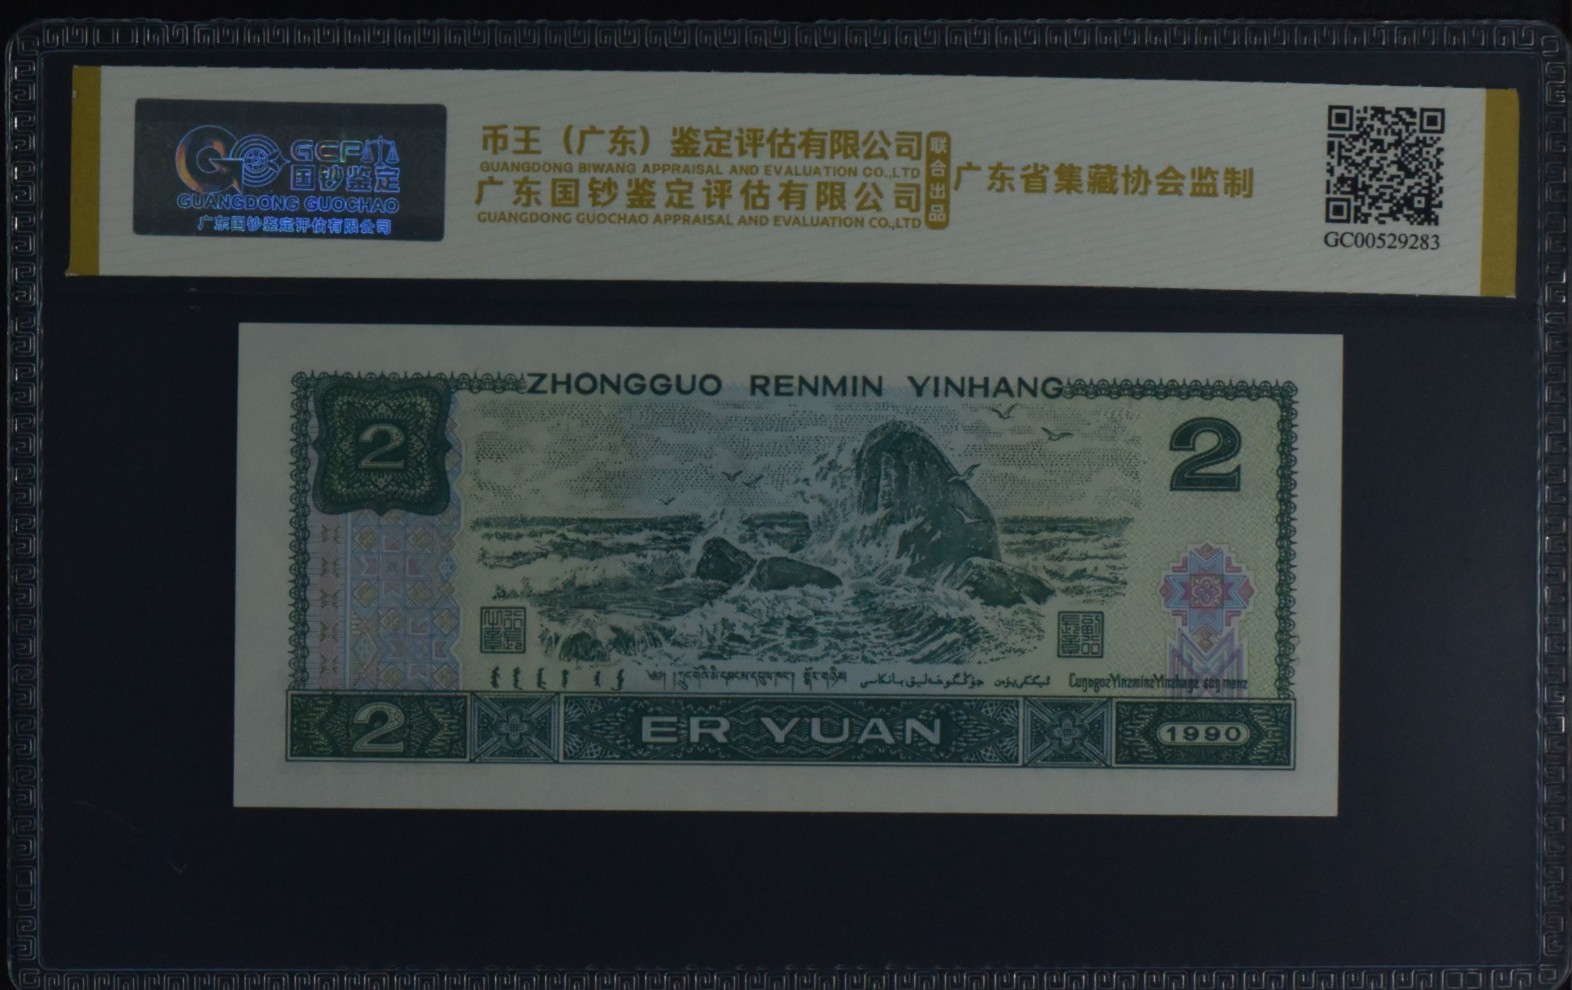 GCF
国钞鉴定
GUANGDONG GUOCHAO
广东国钞鉴定评估有限公司
币王（广东）鉴定评估有限公司
GUANGDONG BIWANG APPRAISAL AND EVALUATION CO.,LTD
广东国钞鉴定评估有限公司
GUANGDONG GUOCHAO APPRAISAL AND EVALUATION CO.,LTD
联合出品
广东省集藏协会监制
GC00529283
ZHONGGUO RENMIN YINHANG
2
2
2
ER YUAN
1990